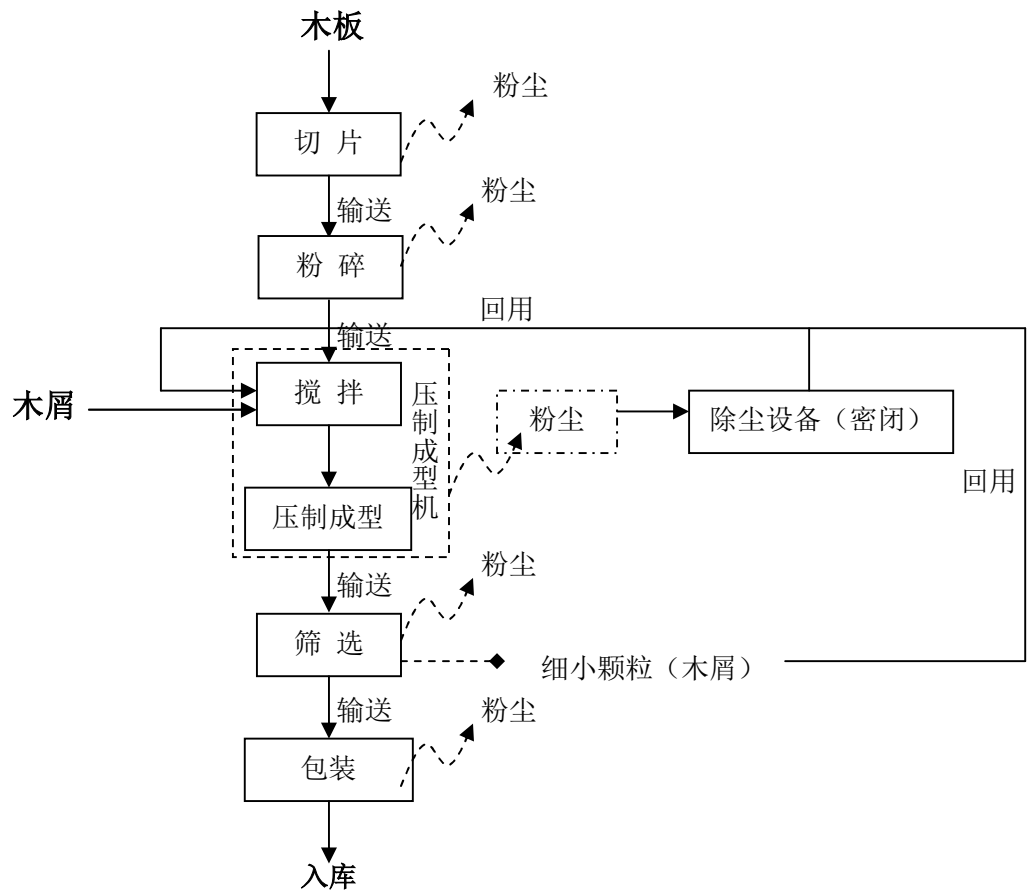 木板
粉尘
切 片
粉尘
输送
粉 碎
回用
输送
搅 拌
压制成型机
木屑
粉尘
除尘设备（密闭）
回用
压制成型
粉尘
输送
筛 选
细小颗粒（木屑）
粉尘
输送
包装
入库